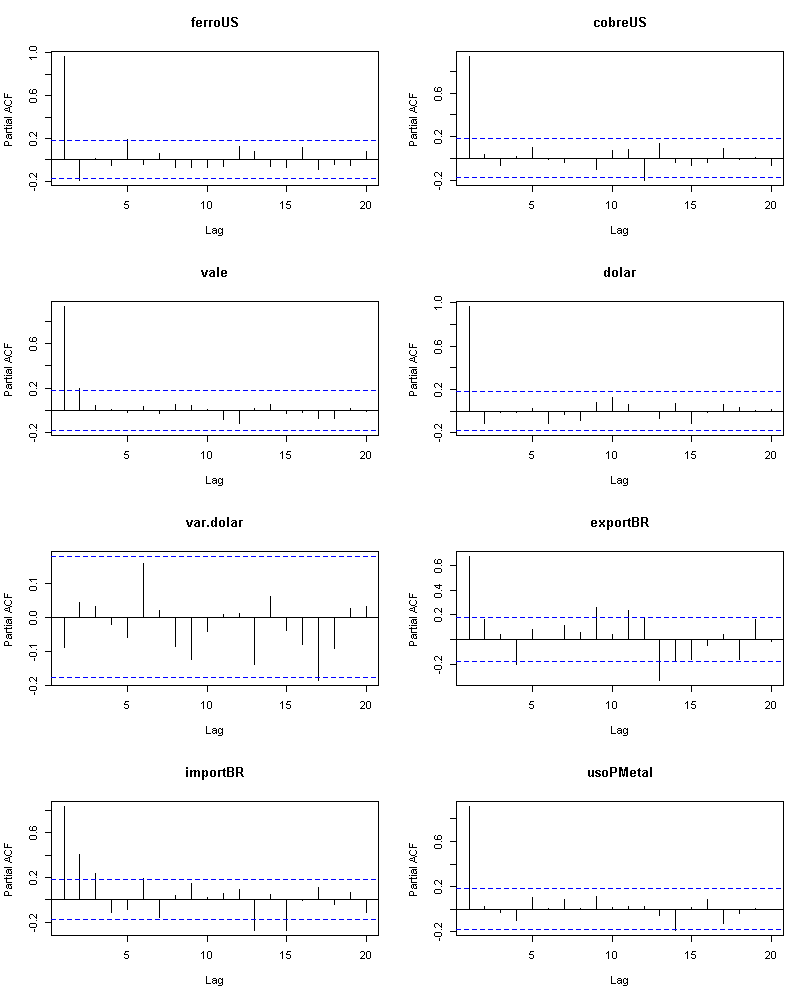 ferroUS
Partial ACF
-0.2 0.2 0.6 1.0
5 10 15 20
Lag
cobreUS
Partial ACF
-0.2 0.2 0.6
5 10 15 20
Lag
vale
Partial ACF
-0.2 0.2 0.6
5 10 15 20
Lag
dolar
Partial ACF
-0.2 0.2 0.6 1.0
5 10 15 20
Lag
var.dolar
Partial ACF
-0.2 -0.1 0.0 0.1
5 10 15 20
Lag
exportBR
Partial ACF
-0.2 0.2 0.4 0.6
5 10 15 20
Lag
importBR
Partial ACF
-0.2 0.2 0.6
5 10 15 20
Lag
usoPMetal
Partial ACF
-0.2 0.2 0.6
5 10 15 20
Lag